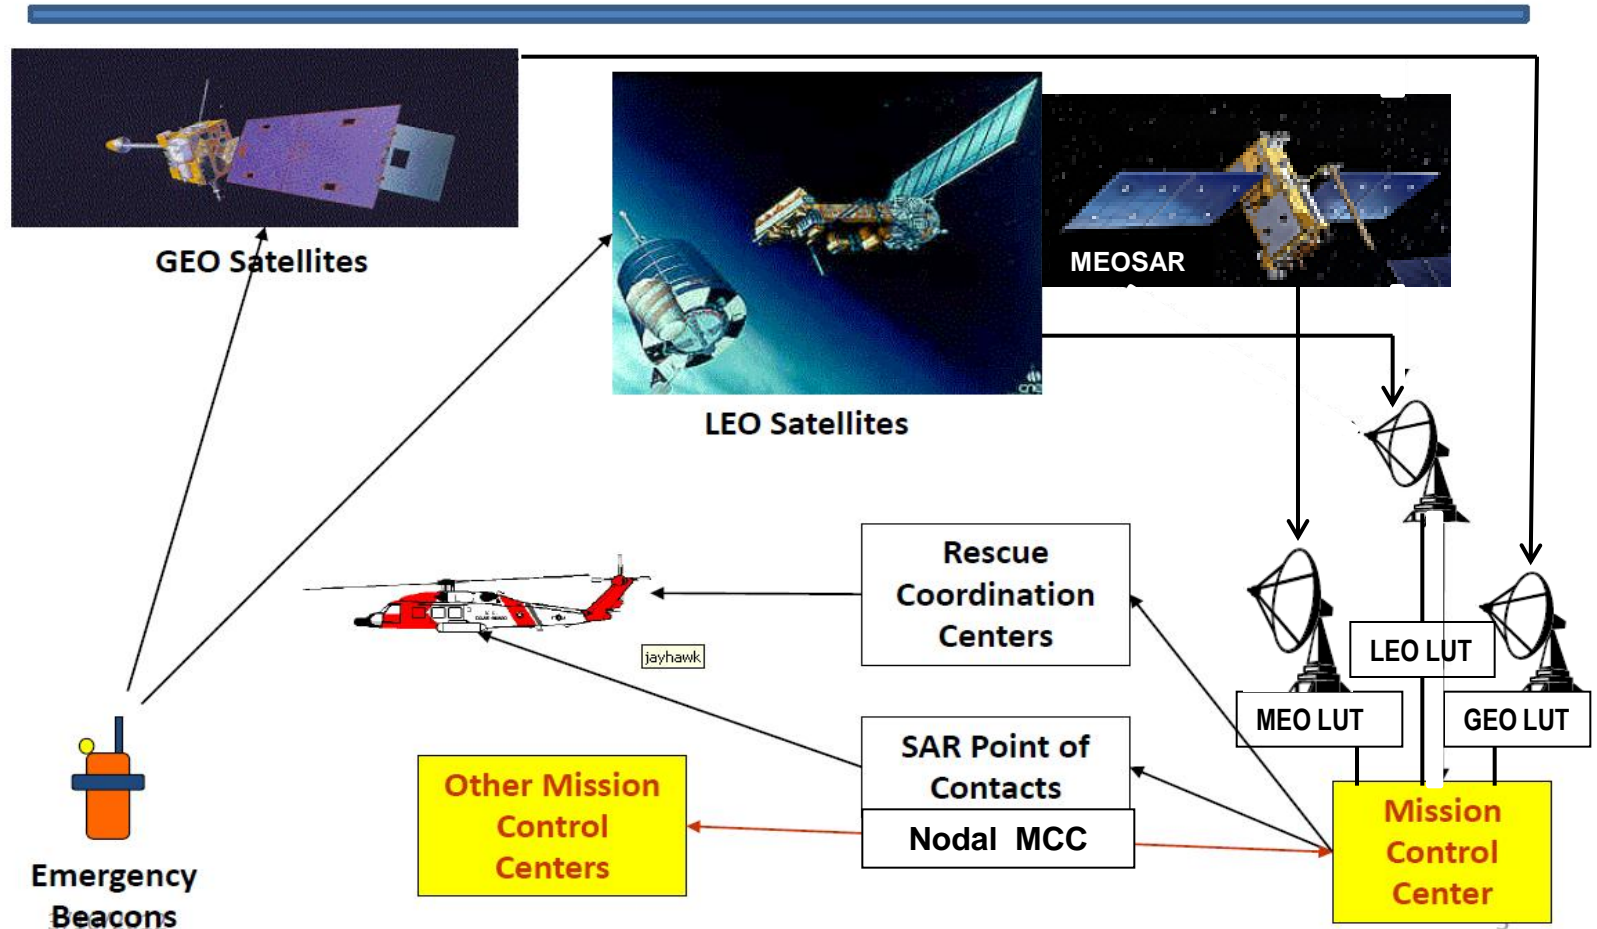 GEO Satellites
MEOSAR
LEO Satellites
Rescue
Coordination
Centers
jayhawk
LEO LUT
MEO LUT
GEO LUT
SAR Point of
Contacts
Nodal MCC
Other Mission
Control
Centers
Mission
Control
Center
Emergency
Beacons